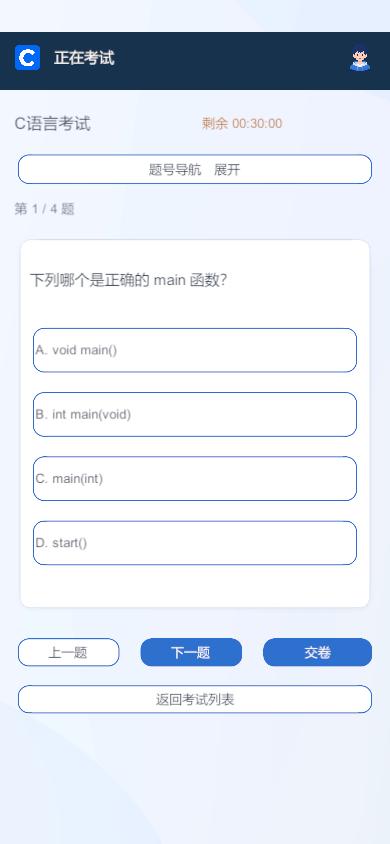 C 正在考试
C语言考试 剩余 00:30:00
题号导航 展开
第 1 / 4 题
下列哪个是正确的 main 函数?
A. void main()
B. int main(void)
C. main(int)
D. start()
上一题 下一题 交卷
返回考试列表